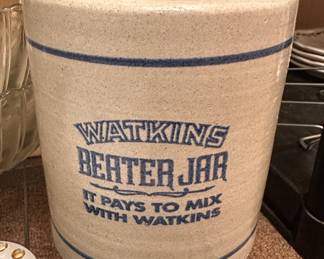 WATKINS
BEATER JAR
IT PAYS TO MIX
WITH WATKINS